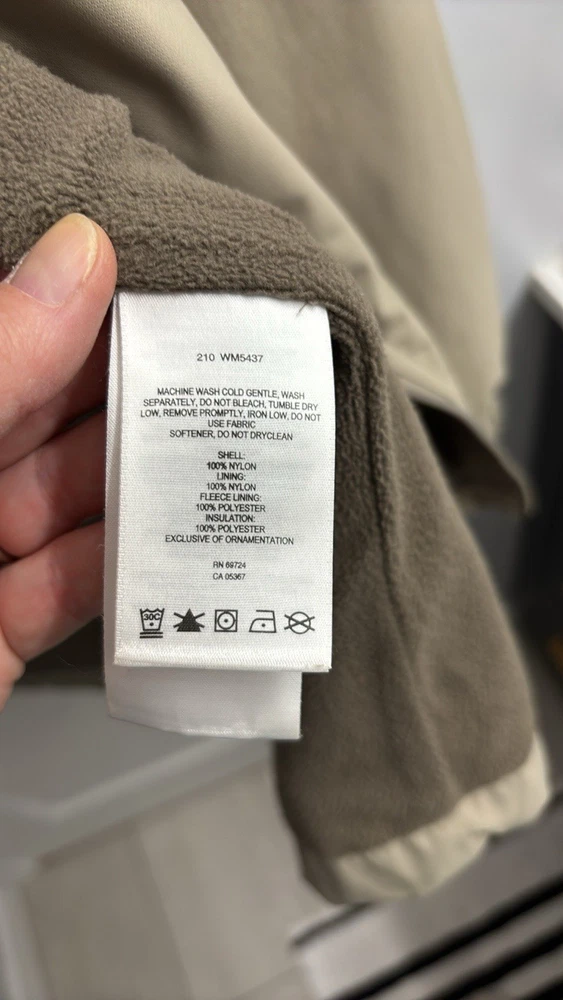 210 WM5437
MACHINE WASH COLD GENTLE, WASH
SEPARATELY, DO NOT BLEACH, TUMBLE DRY
LOW, REMOVE PROMPTLY, IRON LOW, DO NOT
USE FABRIC
SOFTENER, DO NOT DRYCLEAN
SHELL:
100% NYLON
LINING:
100% NYLON
FLEECE LINING:
100% POLYESTER
INSULATION:
100% POLYESTER
EXCLUSIVE OF ORNAMENTATION
RN 69724
CA 05367
30C